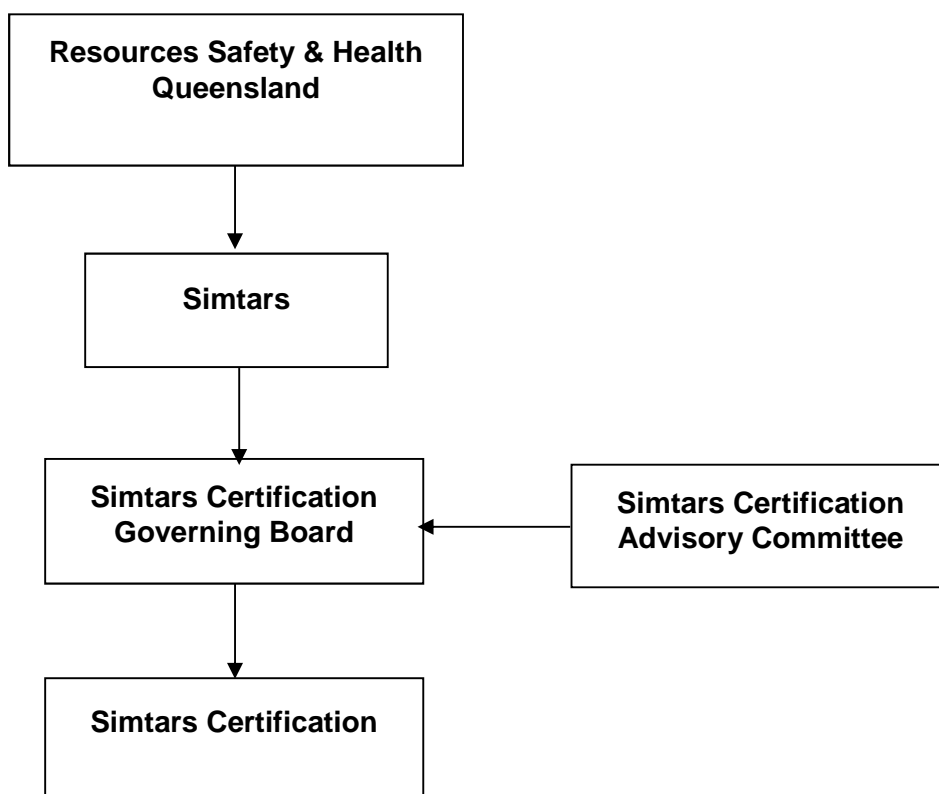 Resources Safety & Health
Queensland
Simtars
Simtars Certification
Governing Board
Simtars Certification
Advisory Committee
Simtars Certification